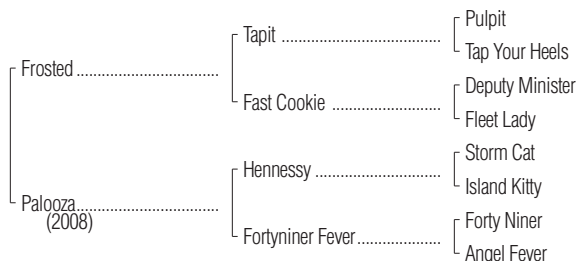 Pulpit
Tapit
Tap Your Heels
Frosted
Deputy Minister
Fast Cookie
Fleet Lady
Storm Cat
Hennessy
Island Kitty
Palooza
(2008)
Forty Niner
Fortyniner Fever
Angel Fever